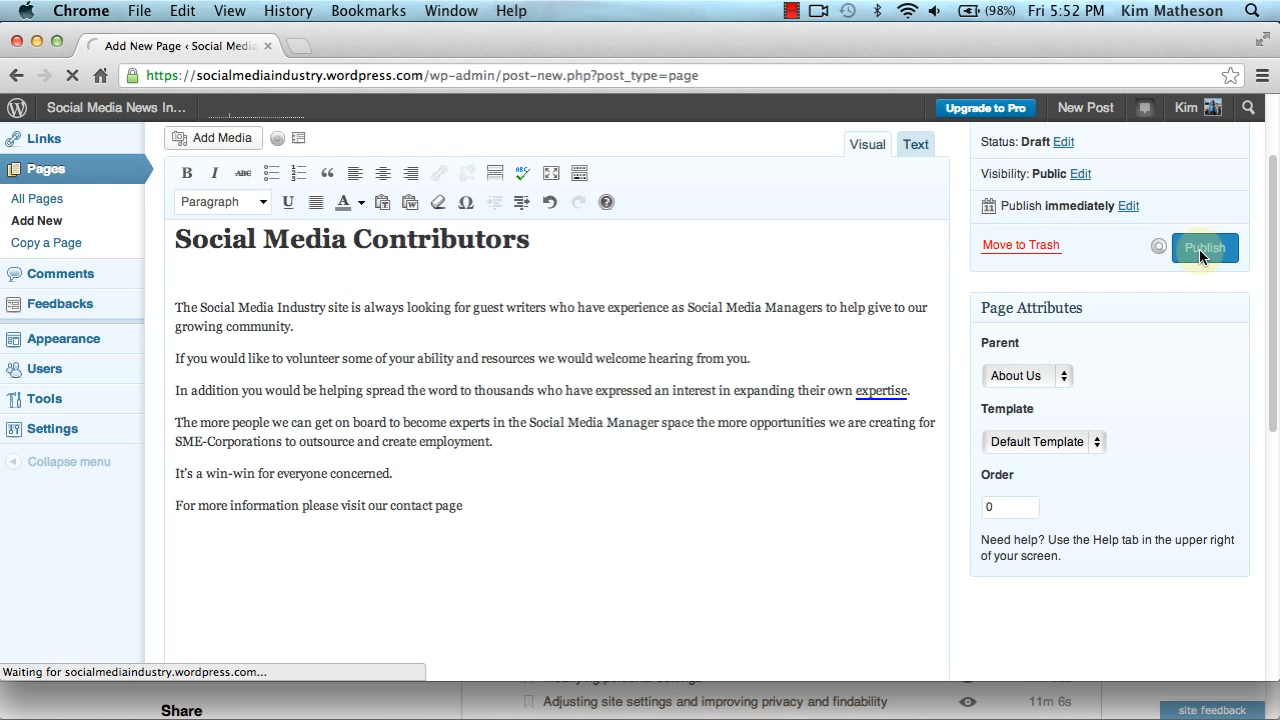 Chrome File Edit View History Bookmarks Window Help (98%) Fri 5:52 PM Kim Matheson
Add New Page ‹ Social Media
https://socialmediaindustry.wordpress.com/wp-admin/post-new.php?post_type=page
Social Media News In... Upgrade to Pro New Post Kim
Links
Pages
All Pages
Add New
Copy a Page
Comments
Feedbacks
Appearance
Users
Tools
Settings
Collapse menu
Add Media
Visual Text
B I ABC ABC
Paragraph U A
Social Media Contributors
The Social Media Industry site is always looking for guest writers who have experience as Social Media Managers to help give to our
growing community.
If you would like to volunteer some of your ability and resources we would welcome hearing from you.
In addition you would be helping spread the word to thousands who have expressed an interest in expanding their own expertise.
The more people we can get on board to become experts in the Social Media Manager space the more opportunities we are creating for
SME-Corporations to outsource and create employment.
It's a win-win for everyone concerned.
For more information please visit our contact page
Status: Draft Edit
Visibility: Public Edit
Publish immediately Edit
Move to Trash Publish
Page Attributes
Parent
About Us
Template
Default Template
Order
0
Need help? Use the Help tab in the upper right
of your screen.
Waiting for socialmediaindustry.wordpress.com...
Adjusting site settings and improving privacy and findability 11m 6s
Share
site feedback